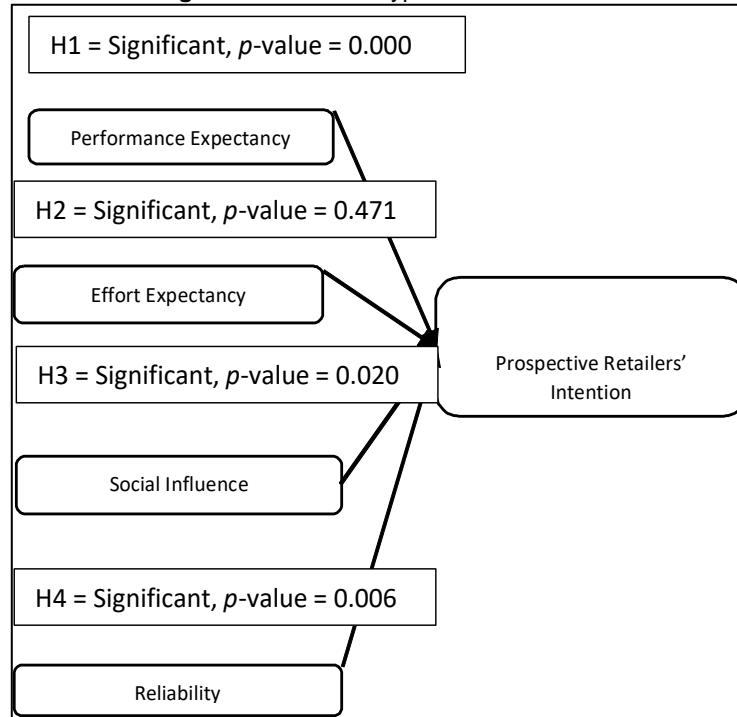 H1 = Significant, p-value = 0.000
Performance Expectancy
H2 = Significant, p-value = 0.471
Effort Expectancy
H3 = Significant, p-value = 0.020
Prospective Retailers’
Intention
Social Influence
H4 = Significant, p-value = 0.006
Reliability